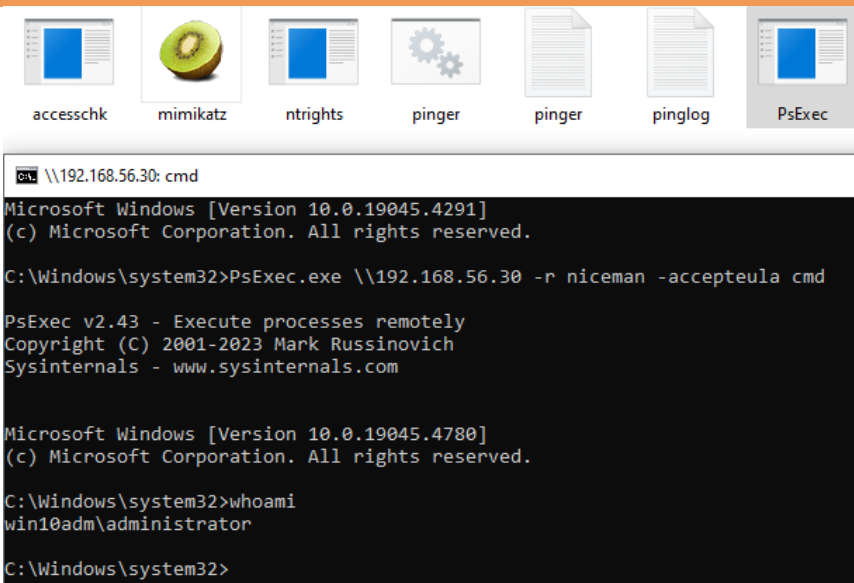 accesschk
mimikatz
ntrights
pinger
pinger
pinglog
PsExec
\\192.168.56.30: cmd
Microsoft Windows [Version 10.0.19045.4291]
(c) Microsoft Corporation. All rights reserved.
C:\Windows\system32>PsExec.exe \\192.168.56.30 -r niceman -accepteula cmd
PsExec v2.43 - Execute processes remotely
Copyright (C) 2001-2023 Mark Russinovich
Sysinternals - www.sysinternals.com
Microsoft Windows [Version 10.0.19045.4780]
(c) Microsoft Corporation. All rights reserved.
C:\Windows\system32>whoami
win10adm\administrator
C:\Windows\system32>